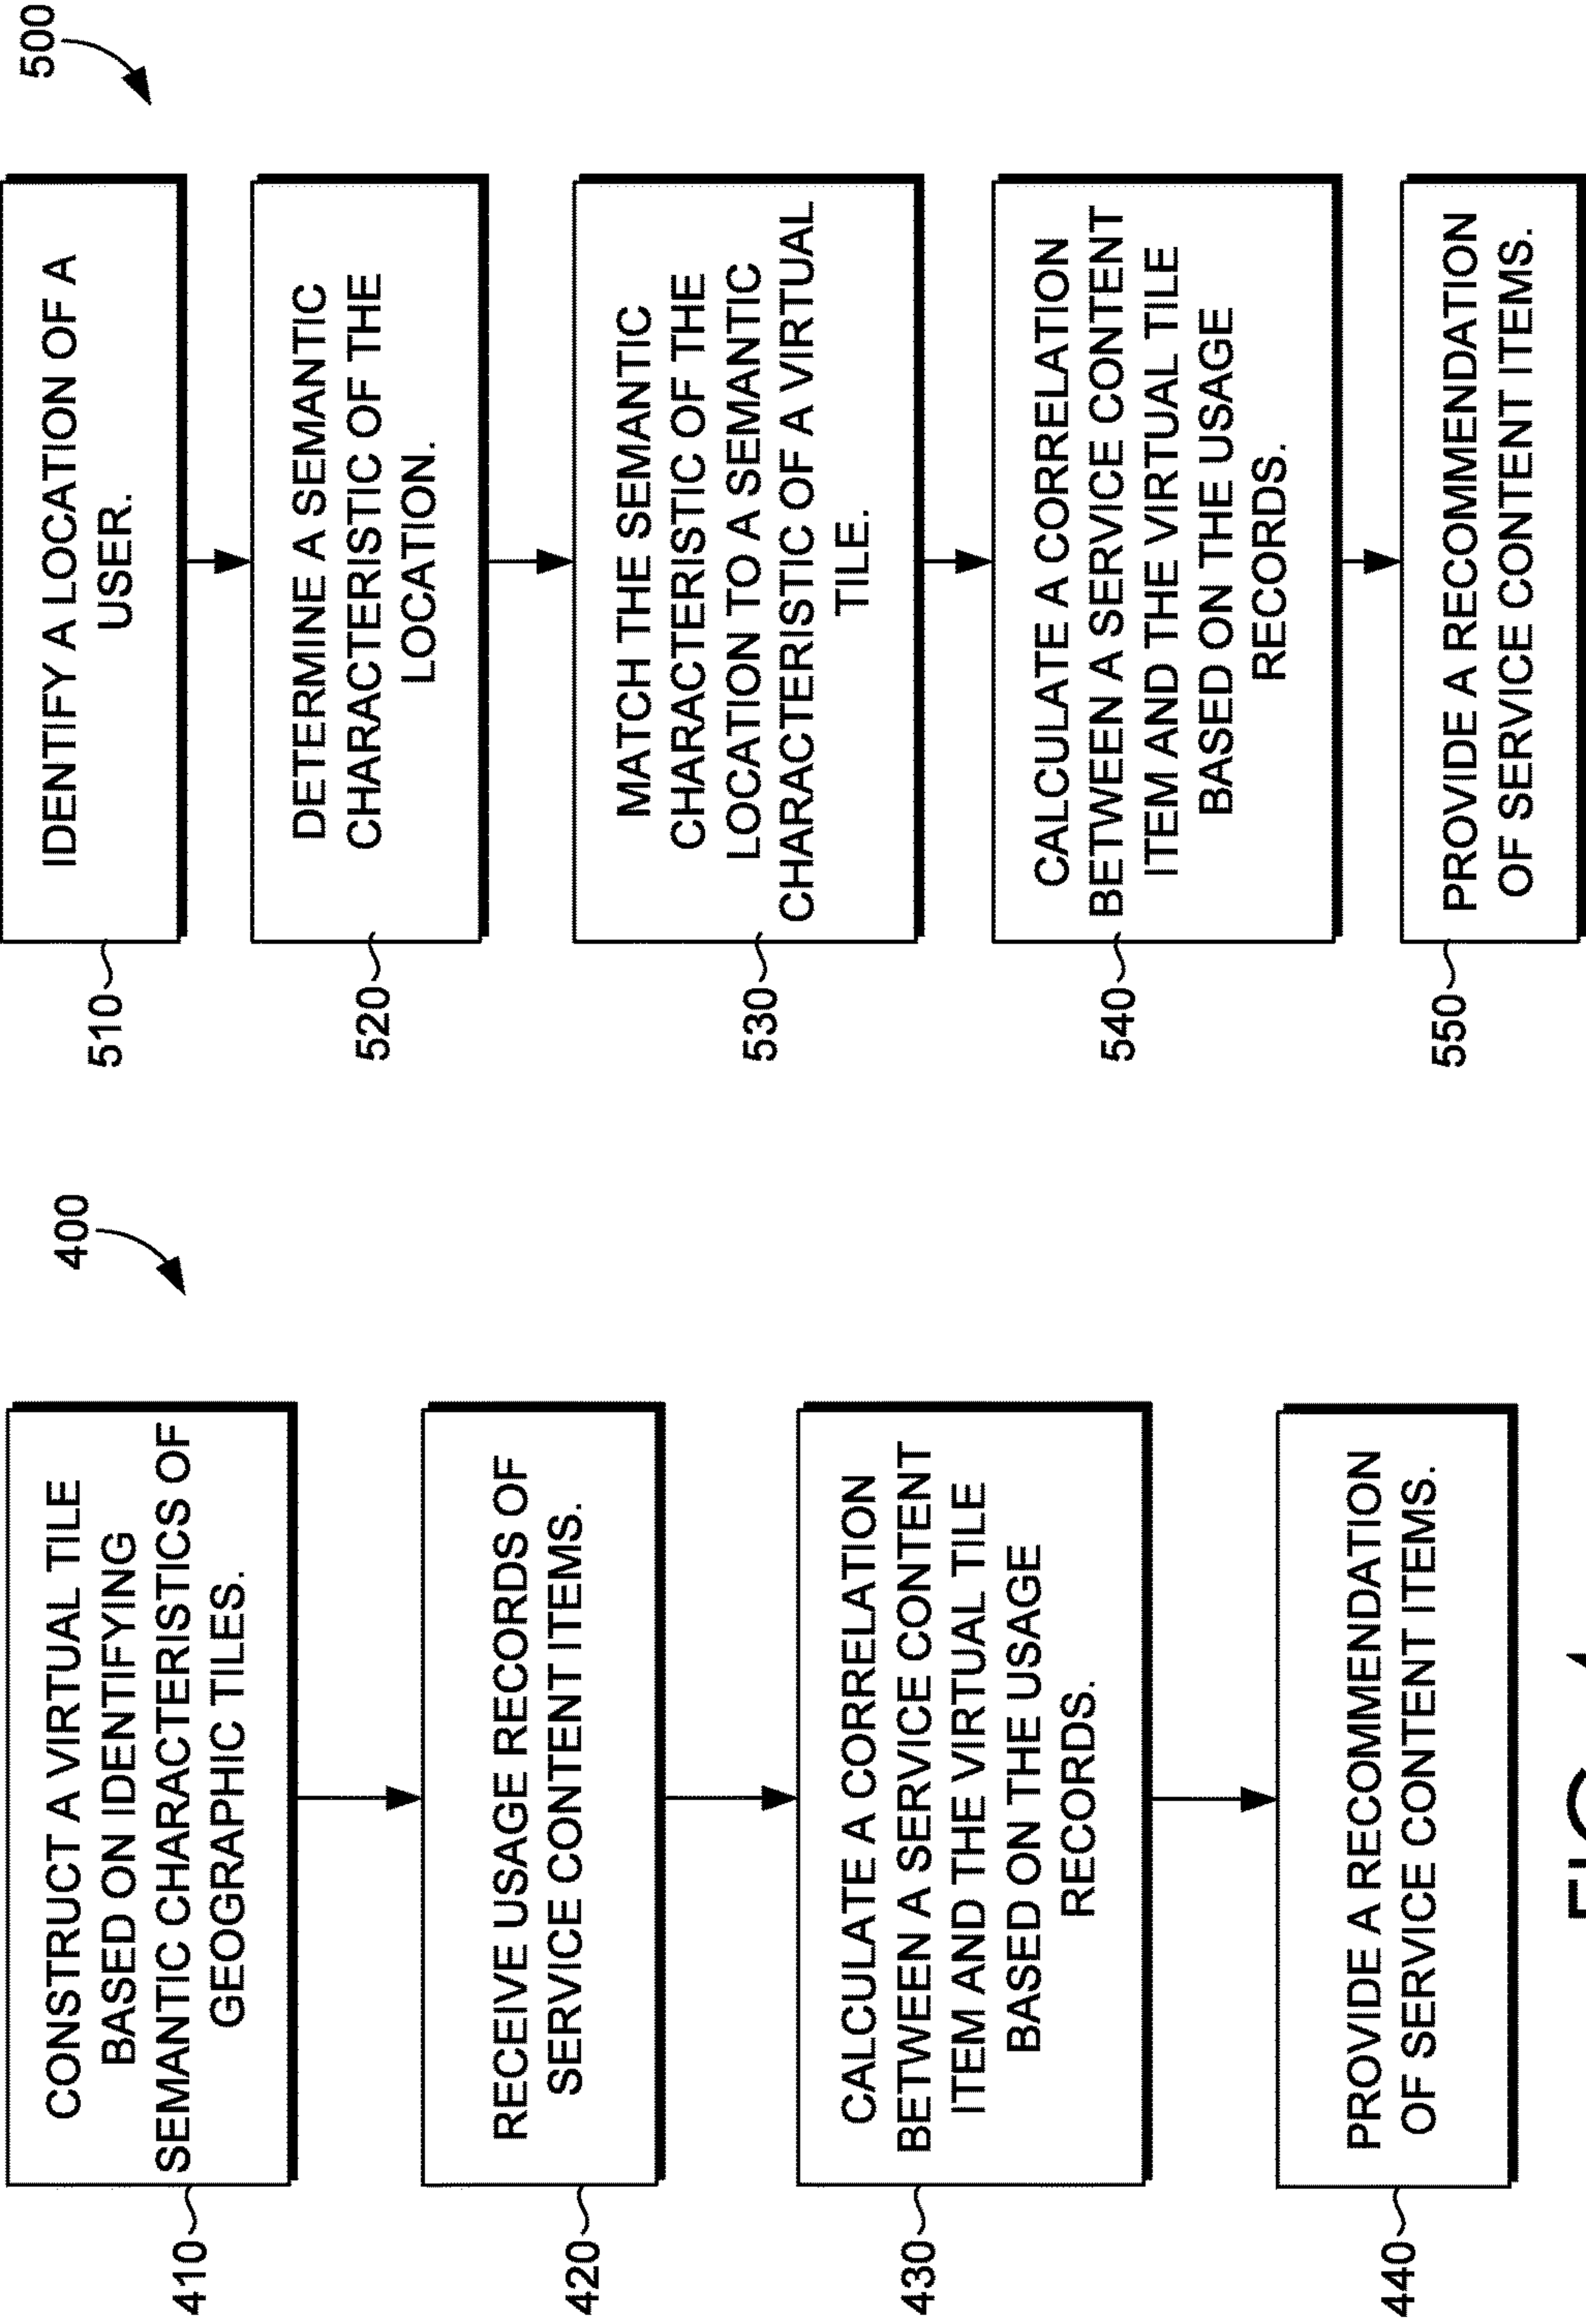 400
410
CONSTRUCT A VIRTUAL TILE
BASED ON IDENTIFYING
SEMANTIC CHARACTERISTICS OF
GEOGRAPHIC TILES.
420
RECEIVE USAGE RECORDS OF
SERVICE CONTENT ITEMS.
430
CALCULATE A CORRELATION
BETWEEN A SERVICE CONTENT
ITEM AND THE VIRTUAL TILE
BASED ON THE USAGE
RECORDS.
440
PROVIDE A RECOMMENDATION
OF SERVICE CONTENT ITEMS.
500
510
IDENTIFY A LOCATION OF A
USER.
520
DETERMINE A SEMANTIC
CHARACTERISTIC OF THE
LOCATION.
530
MATCH THE SEMANTIC
CHARACTERISTIC OF THE
LOCATION TO A SEMANTIC
CHARACTERISTIC OF A VIRTUAL
TILE.
540
CALCULATE A CORRELATION
BETWEEN A SERVICE CONTENT
ITEM AND THE VIRTUAL TILE
BASED ON THE USAGE
RECORDS.
550
PROVIDE A RECOMMENDATION
OF SERVICE CONTENT ITEMS.